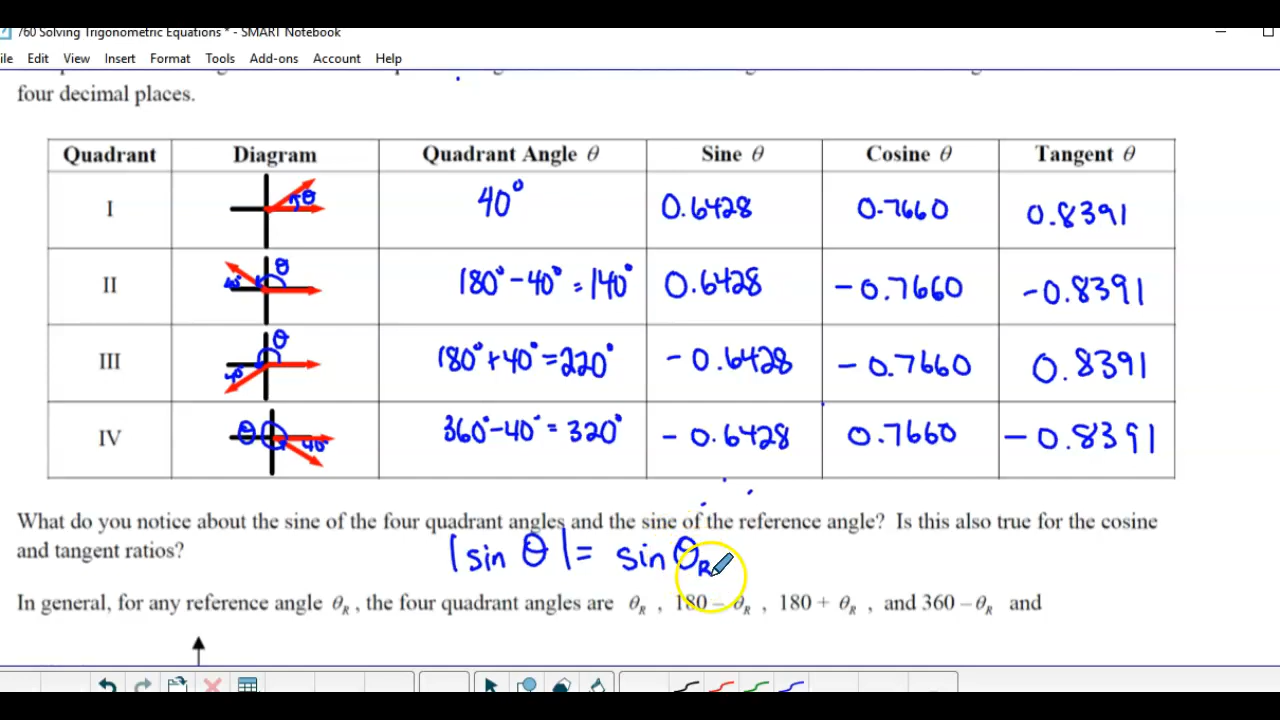 760 Solving Trigonometric Equations * - SMART Notebook
ile Edit View Insert Format Tools Add-ons Account Help
four decimal places.
Quadrant Diagram Quadrant Angle θ Sine θ Cosine θ Tangent θ
I θ 40° 0.6428 0.7660 0.8391
II 40° θ 180° - 40° = 140° 0.6428 - 0.7660 - 0.8391
III 40° θ 180° + 40° = 220° - 0.6428 - 0.7660 0.8391
IV θ 40° 360° - 40° = 320° - 0.6428 0.7660 - 0.8391
What do you notice about the sine of the four quadrant angles and the sine of the reference angle? Is this also true for the cosine
and tangent ratios?
|sin θ| = sin θR
In general, for any reference angle θR , the four quadrant angles are θR , 180 – θR , 180 + θR , and 360 – θR and